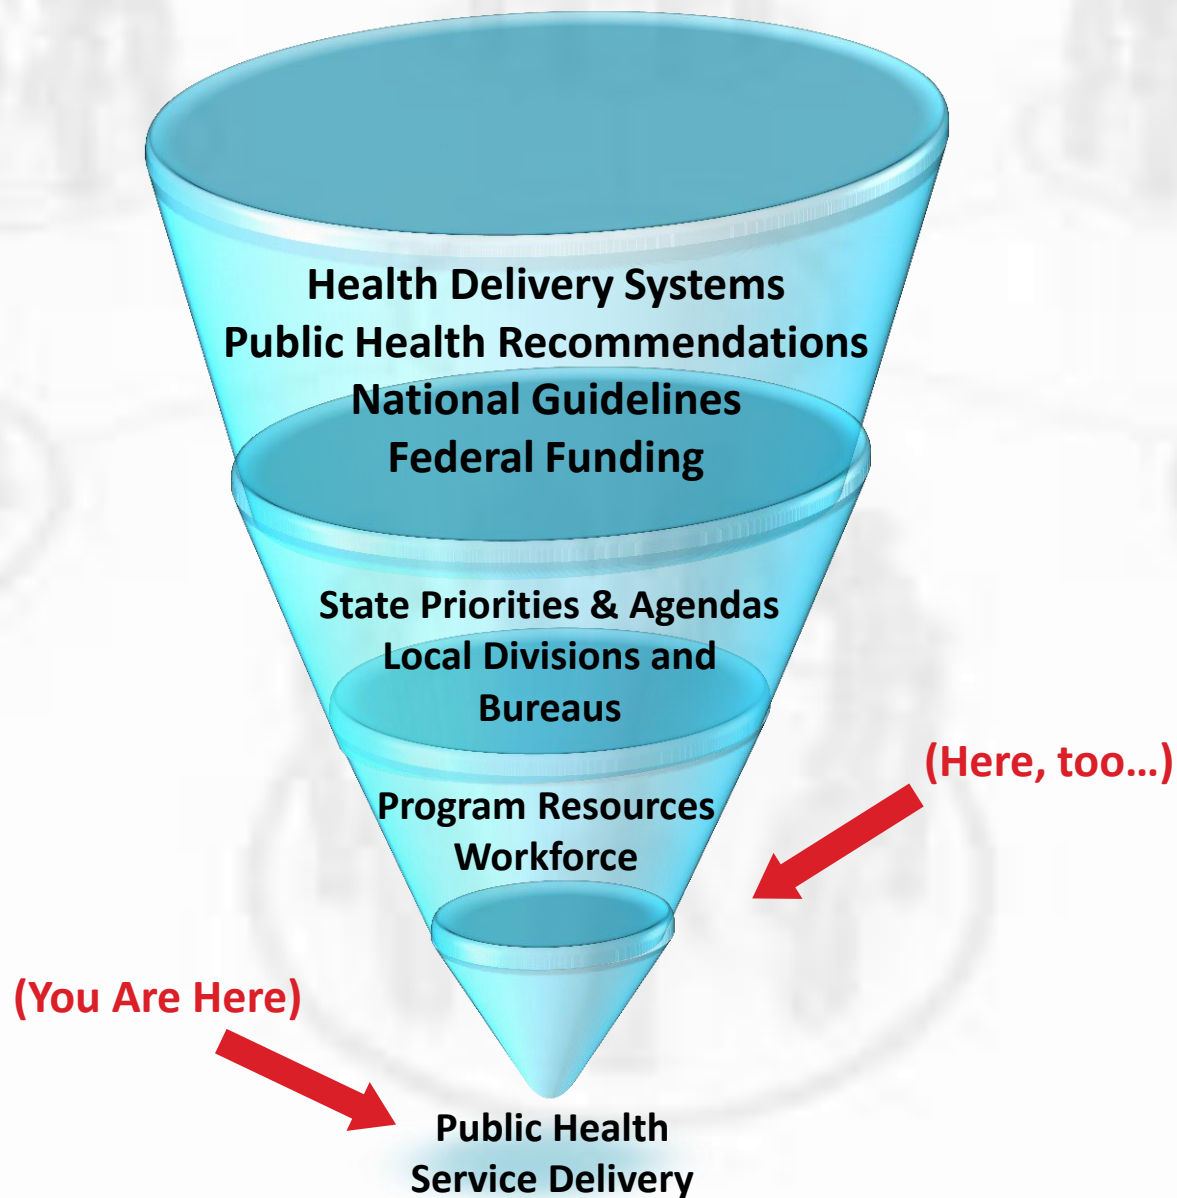 Health Delivery Systems
Public Health Recommendations
National Guidelines
Federal Funding
State Priorities & Agendas
Local Divisions and
Bureaus
(Here, too…)
Program Resources
Workforce
(You Are Here)
Public Health
Service Delivery